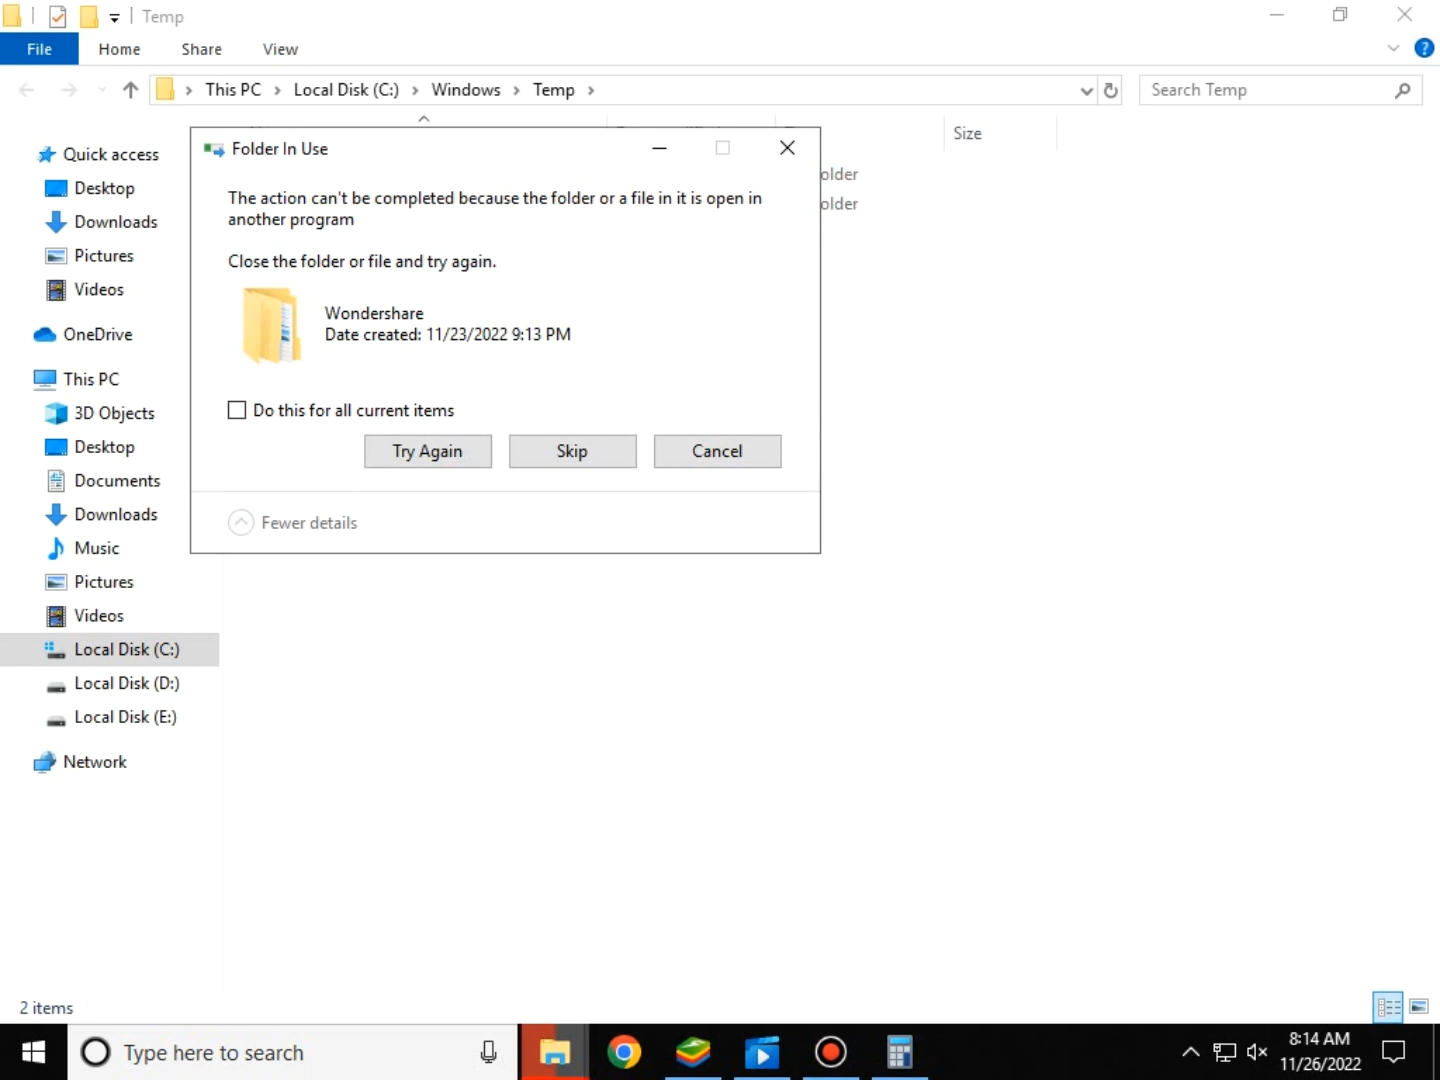 Temp
File Home Share View
This PC Local Disk (C:) Windows Temp Search Temp
Size
Quick access
Desktop
Downloads
Pictures
Videos
OneDrive
This PC
3D Objects
Desktop
Documents
Downloads
Music
Pictures
Videos
Local Disk (C:)
Local Disk (D:)
Local Disk (E:)
Network
Folder In Use
The action can't be completed because the folder or a file in it is open in
another program
Close the folder or file and try again.
Wondershare
Date created: 11/23/2022 9:13 PM
Do this for all current items
Try Again Skip Cancel
Fewer details
older
older
2 items
Type here to search
8:14 AM
11/26/2022